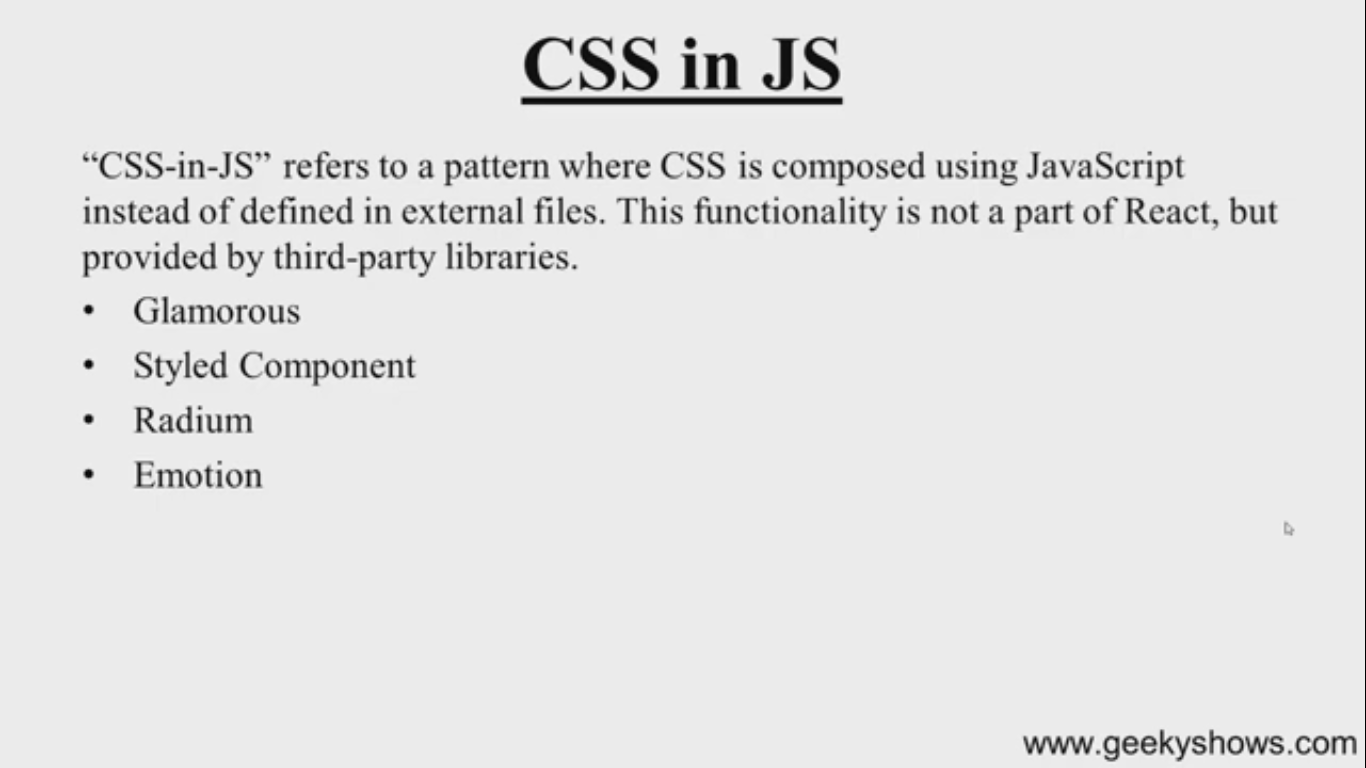 CSS in JS
“CSS-in-JS” refers to a pattern where CSS is composed using JavaScript
instead of defined in external files. This functionality is not a part of React, but
provided by third-party libraries.
• Glamorous
• Styled Component
• Radium
• Emotion
www.geekyshows.com